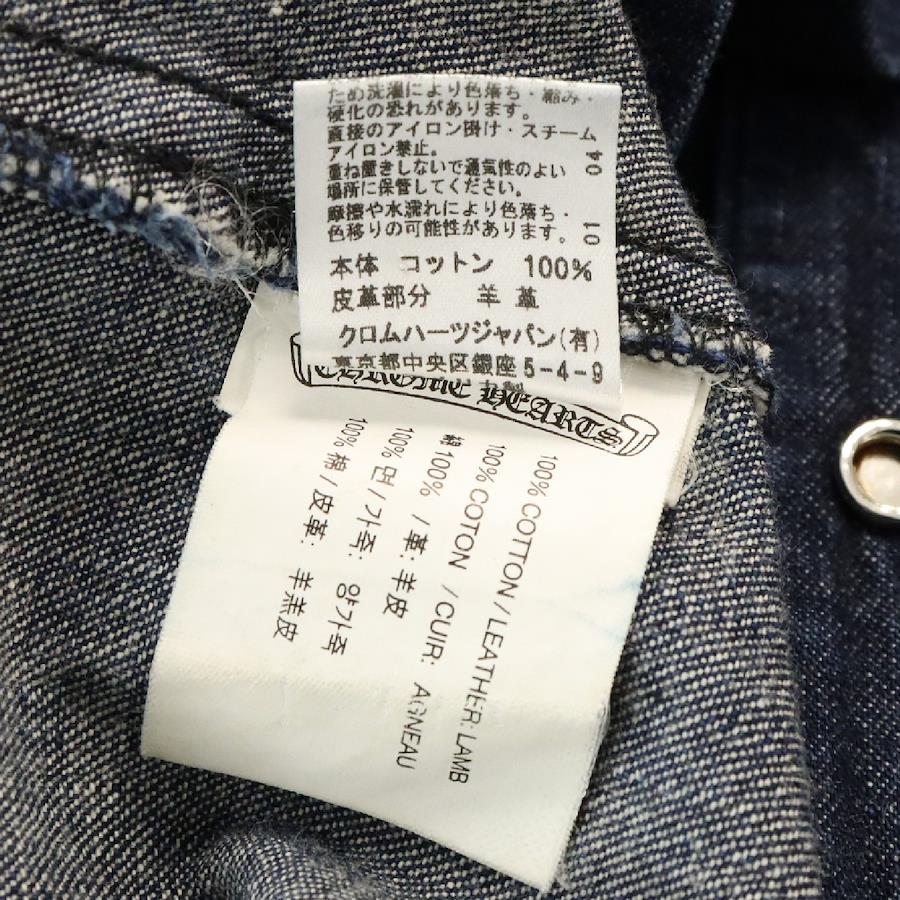 ため洗濯により色落ち・縮み・
硬化の恐れがあります。
直接のアイロン掛け・スチーム
アイロン禁止。
重ね置きしないで通気性のよい
場所に保管してください。
摩擦や水濡れにより色落ち・
色移りの可能性があります。
01 04
本体 コットン 100%
皮革部分 羊革
クロムハーツジャパン(有)
東京都中央区銀座5-4-9
CHROME HEARTS
100% COTTON / LEATHER: LAMB
100% COTON / CUIR: AGNEAU
綿 100% / 革: 羊皮
100% 면 / 가죽: 양가죽
100% 棉 / 皮革: 羊羔皮